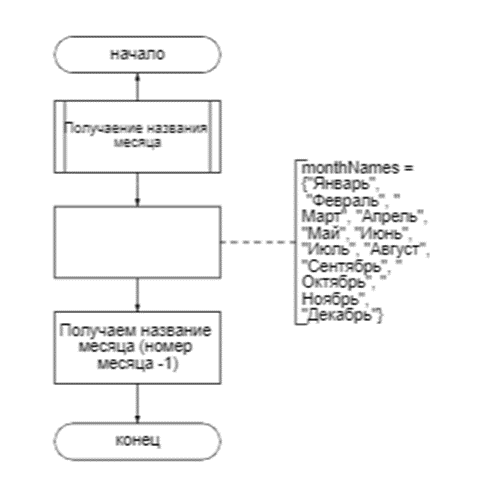 начало
Получаение названия
месяца
monthNames =
{"Январь",
"Февраль", "
Март", "Апрель",
"Май", "Июнь",
"Июль", "Август",
"Сентябрь", "
Октябрь", "
Ноябрь",
"Декабрь"}
Получаем название
месяца (номер
месяца -1)
конец